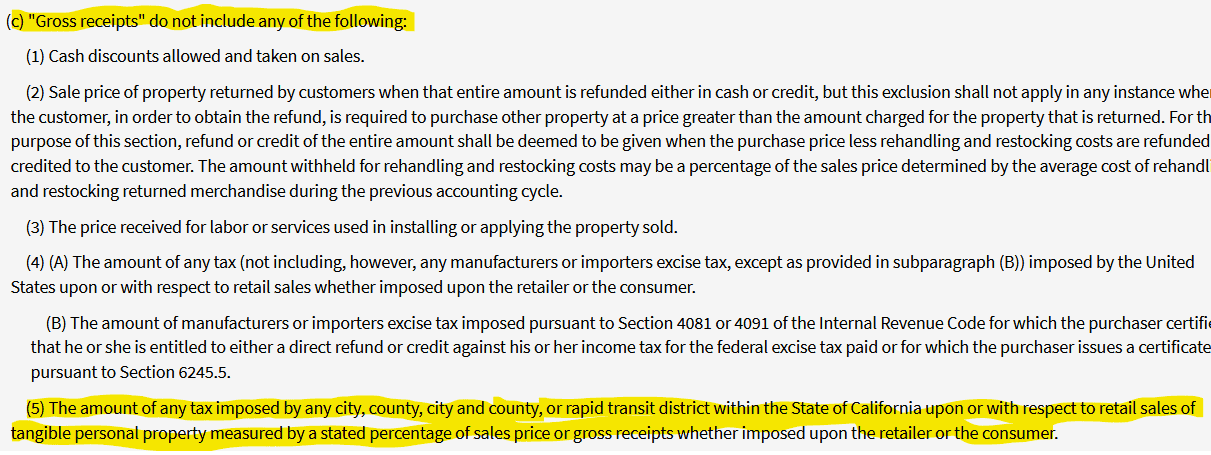 (c) "Gross receipts" do not include any of the following:
(1) Cash discounts allowed and taken on sales.
(2) Sale price of property returned by customers when that entire amount is refunded either in cash or credit, but this exclusion shall not apply in any instance
the customer, in order to obtain the refund, is required to purchase other property at a price greater than the amount charged for the property that is returned. For
purpose of this section, refund or credit of the entire amount shall be deemed to be given when the purchase price less rehandling and restocking costs are refunded
credited to the customer. The amount withheld for rehandling and restocking costs may be a percentage of the sales price determined by the average cost of
and restocking returned merchandise during the previous accounting cycle.
(3) The price received for labor or services used in installing or applying the property sold.
(4) (A) The amount of any tax (not including, however, any manufacturers or importers excise tax, except as provided in subparagraph (B)) imposed by the United
States upon or with respect to retail sales whether imposed upon the retailer or the consumer.
(B) The amount of manufacturers or importers excise tax imposed pursuant to Section 4081 or 4091 of the Internal Revenue Code for which the purchaser
that he or she is entitled to either a direct refund or credit against his or her income tax for the federal excise tax paid or for which the purchaser issues a certificate
pursuant to Section 6245.5.
(5) The amount of any tax imposed by any city, county, city and county, or rapid transit district within the State of California upon or with respect to retail sales of
tangible personal property measured by a stated percentage of sales price or gross receipts whether imposed upon the retailer or the consumer.